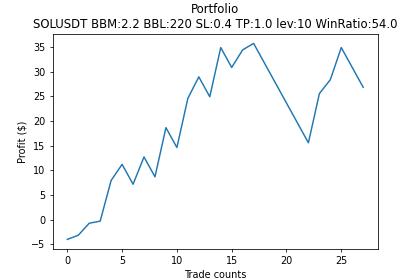 Portfolio
SOLUSDT BBM:2.2 BBL:220 SL:0.4 TP:1.0 lev:10 WinRatio:54.0
35
30
25
20
15
10
5
0
−5
Profit ($)
0 5 10 15 20 25
Trade counts